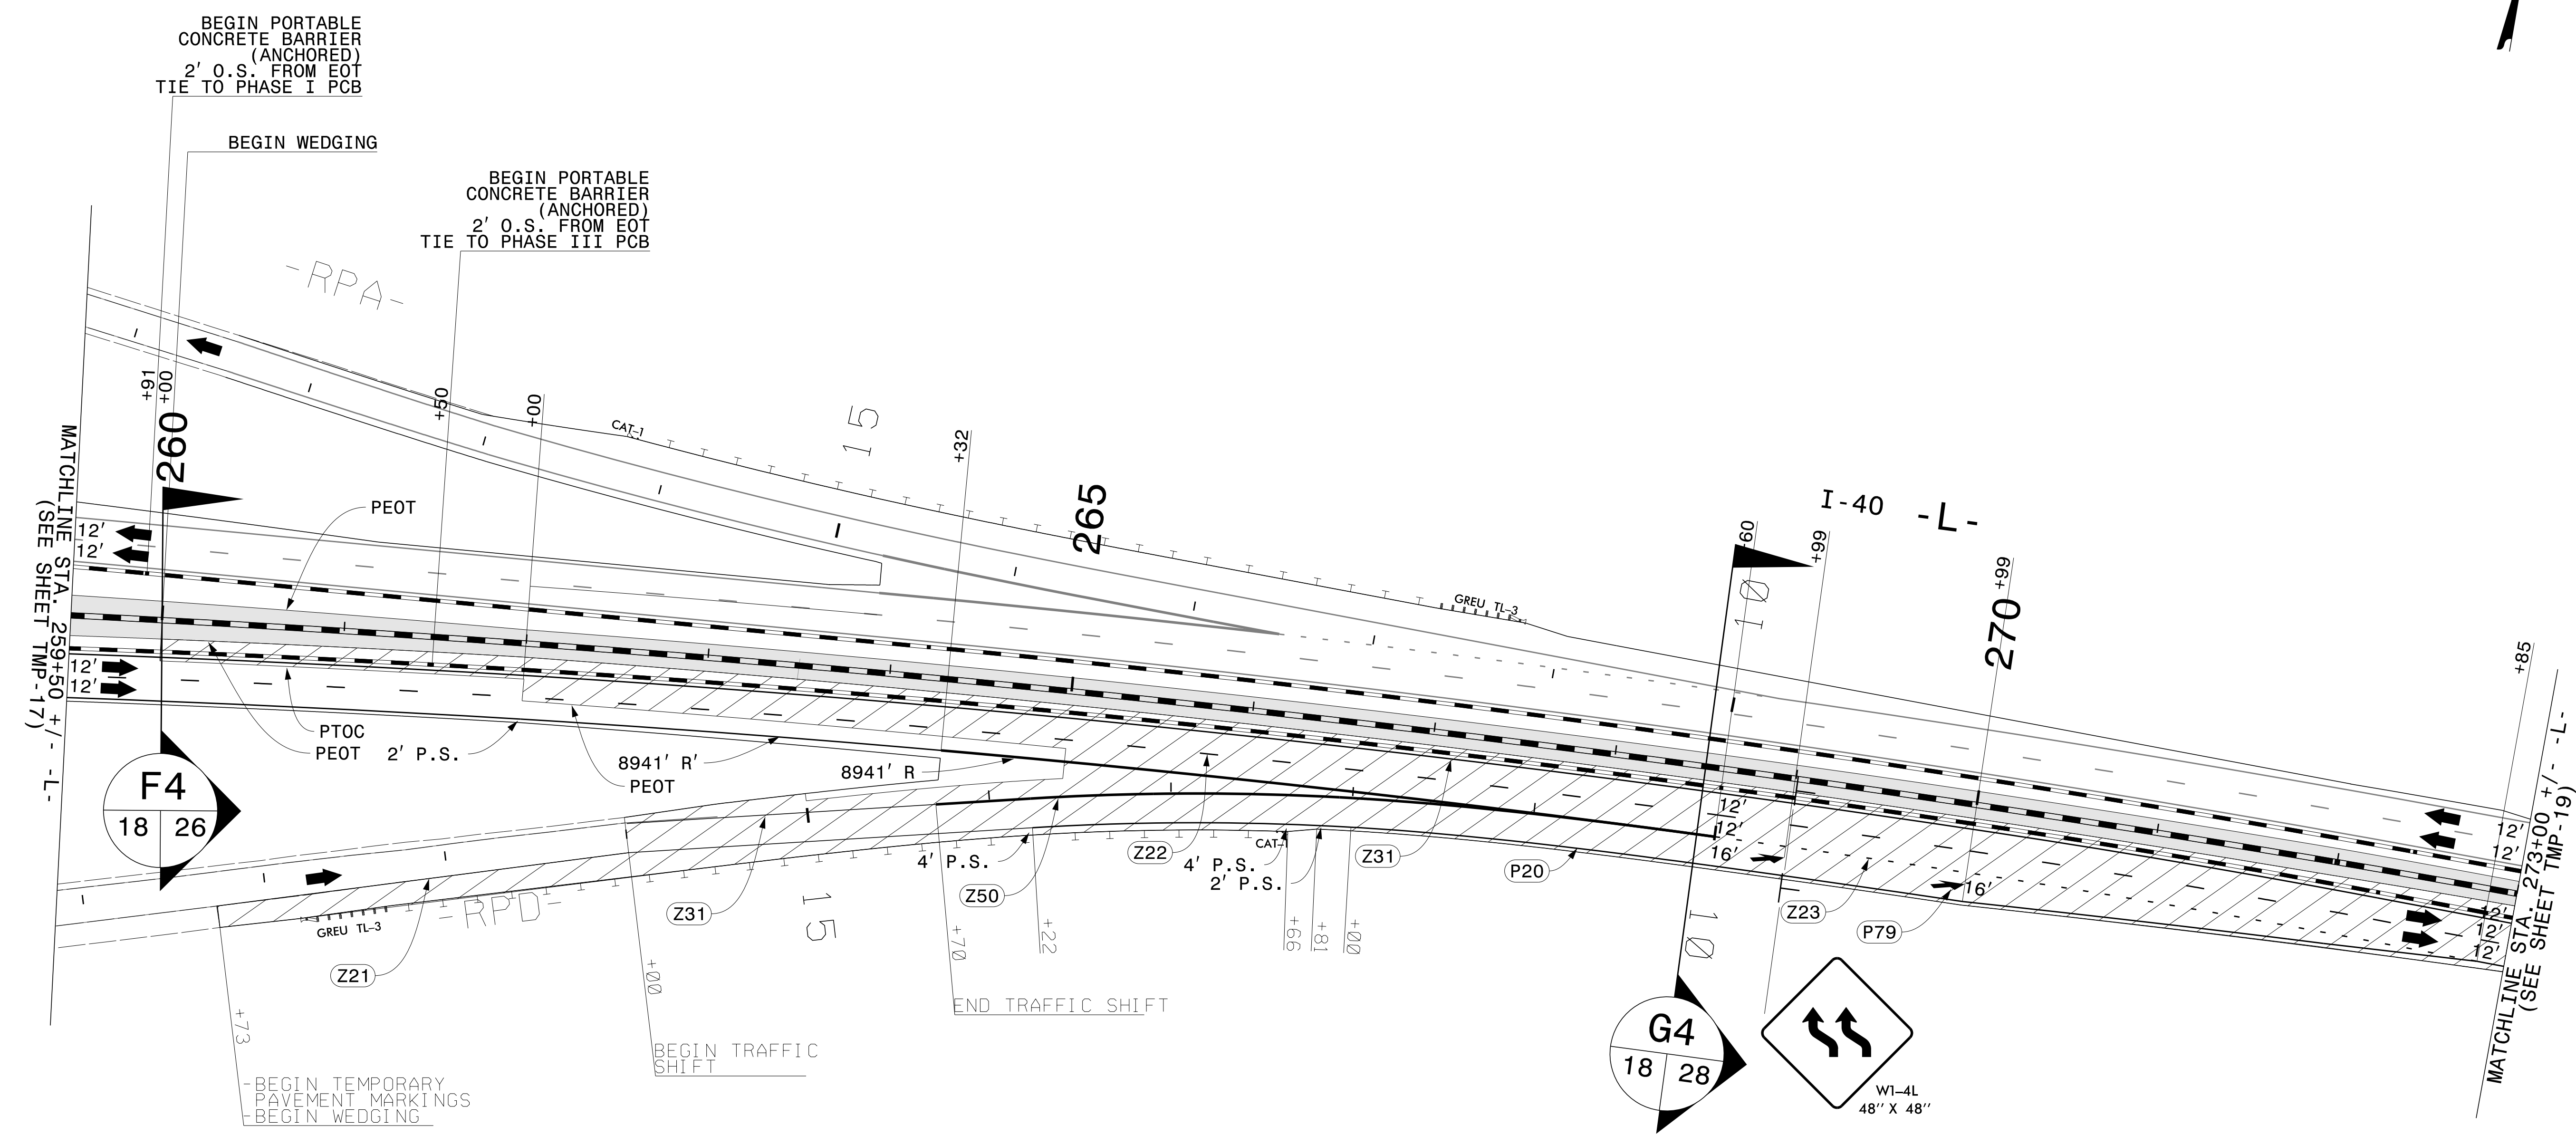 BEGIN PORTABLE
CONCRETE BARRIER
(ANCHORED)
2' O.S. FROM EOT
TIE TO PHASE I PCB
BEGIN WEDGING
BEGIN PORTABLE
CONCRETE BARRIER
(ANCHORED)
2' O.S. FROM EOT
TIE TO PHASE III PCB
-RPA-
+91
+00
260
+50
+00
CAT-1
15
+32
265
GREU TL-3
I-40 -L-
60
10
+99
270
+99
+85
MATCHLINE STA. 259+50 +/- -L-
(SEE SHEET TMP-17)
12'
12'
12'
12'
PEOT
PTOC
PEOT
2' P.S.
8941' R'
PEOT
8941' R
F4
18
26
4' P.S.
Z50
Z22
CAT-1
4' P.S.
2' P.S.
Z31
P20
12'
12'
16'
Z23
16'
P79
12'
12'
12'
12'
12'
MATCHLINE STA. 273+00 +/- -L-
(SEE SHEET TMP-19)
GREU TL-3
-RPD-
Z21
Z31
15
+73
+00
+70
+22
+66
+81
+00
10
-BEGIN TEMPORARY
PAVEMENT MARKINGS
-BEGIN WEDGING
BEGIN TRAFFIC
SHIFT
END TRAFFIC SHIFT
G4
18
28
W1-4L
48'' X 48''